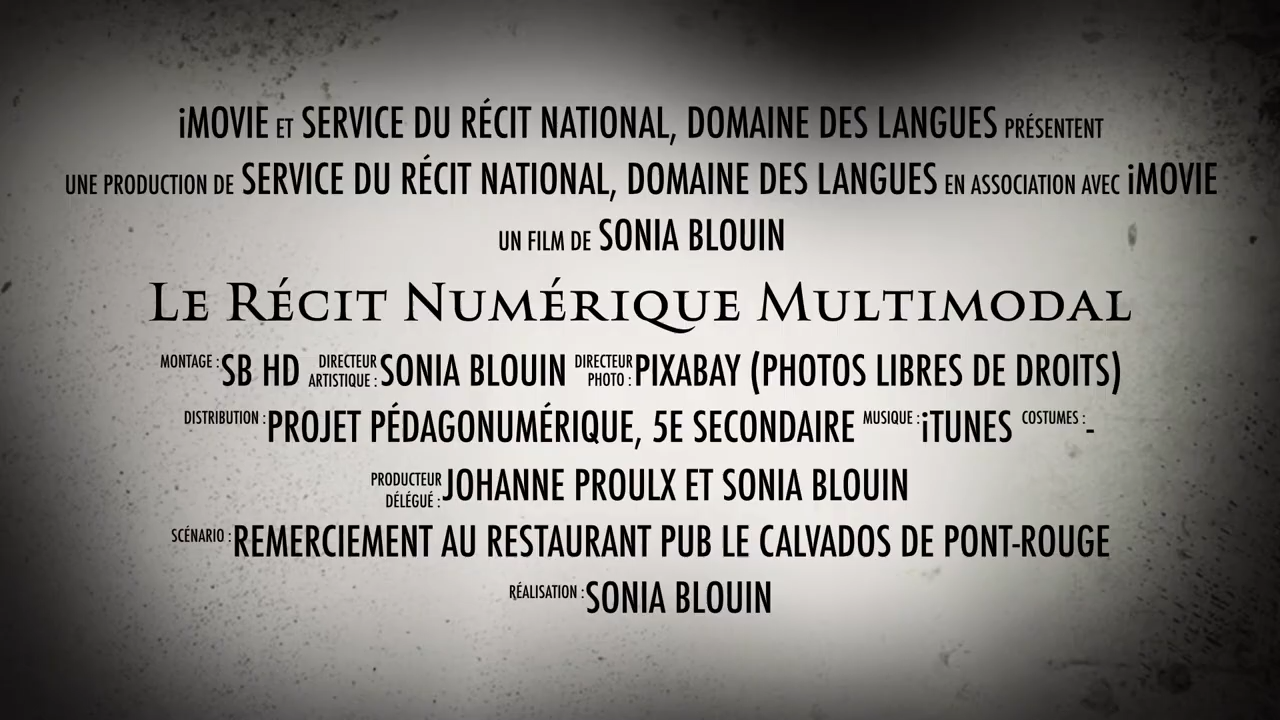 iMOVIE ET SERVICE DU RÉCIT NATIONAL, DOMAINE DES LANGUES PRÉSENTENT
UNE PRODUCTION DE SERVICE DU RÉCIT NATIONAL, DOMAINE DES LANGUES EN ASSOCIATION AVEC iMOVIE
UN FILM DE SONIA BLOUIN
LE RÉCIT NUMÉRIQUE MULTIMODAL
MONTAGE : SB HD DIRECTEUR ARTISTIQUE : SONIA BLOUIN DIRECTEUR PHOTO : PIXABAY (PHOTOS LIBRES DE DROITS)
DISTRIBUTION : PROJET PÉDAGONUMÉRIQUE, 5E SECONDAIRE MUSIQUE : iTUNES COSTUMES : -
PRODUCTEUR DÉLÉGUÉ : JOHANNE PROULX ET SONIA BLOUIN
SCÉNARIO : REMERCIEMENT AU RESTAURANT PUB LE CALVADOS DE PONT-ROUGE
RÉALISATION : SONIA BLOUIN